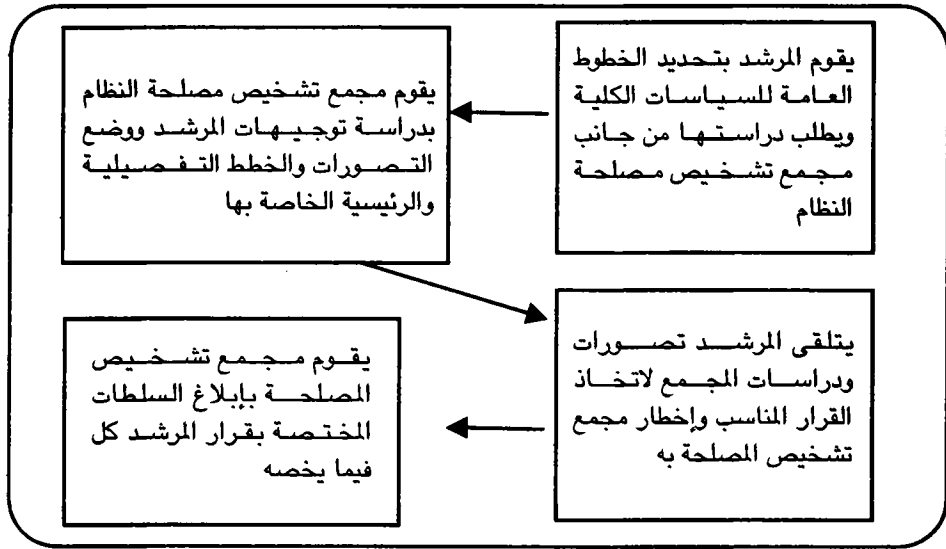 يقوم المرشد بتحديد الخطوط
العامة للسياسات الكلية
ويطلب دراستها من جانب
مجمع تشخيص مصلحة
النظام
يقوم مجمع تشخيص مصلحة النظام
بدراسة توجيهات المرشد ووضع
التصورات والخطط التفصيلية
والرئيسية الخاصة بها
يتلقى المرشد تصورات
ودراسات المجمع لاتخاذ
القرار المناسب وإخطار مجمع
تشخيص المصلحة به
يقوم مجمع تشخيص
المصلحة بإبلاغ السلطات
المختصة بقرار المرشد كل
فيما يخصه